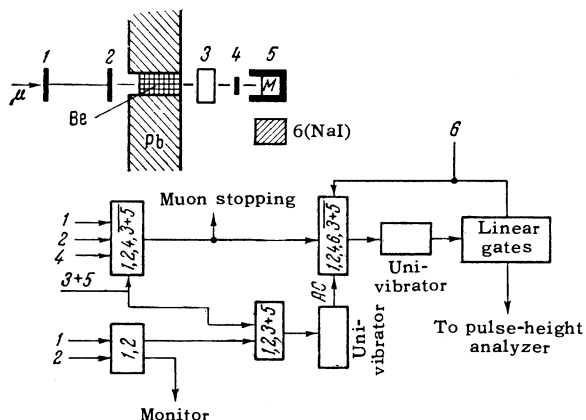 1 2 3 4 5
μ
Be
Pb
M
6(NaI)
6
Muon stopping
1
2
4
1,2,4,3+5
1,2,4,6,3+5
3+5
AC
Uni-
vibrator
Linear
gates
1
2
1,2
1,2,3+5
Uni-
vibrator
To pulse-height
analyzer
Monitor